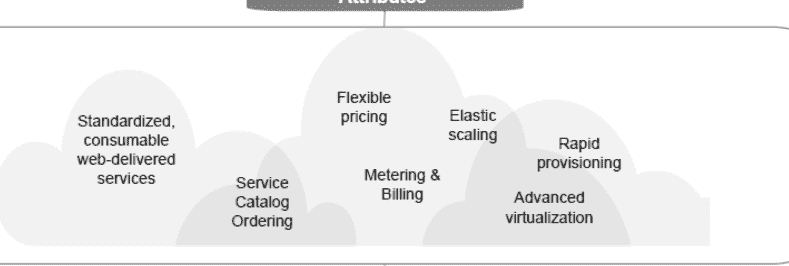 Attributes
Standardized,
consumable
web-delivered
services
Service
Catalog
Ordering
Flexible
pricing
Metering &
Billing
Elastic
scaling
Rapid
provisioning
Advanced
virtualization